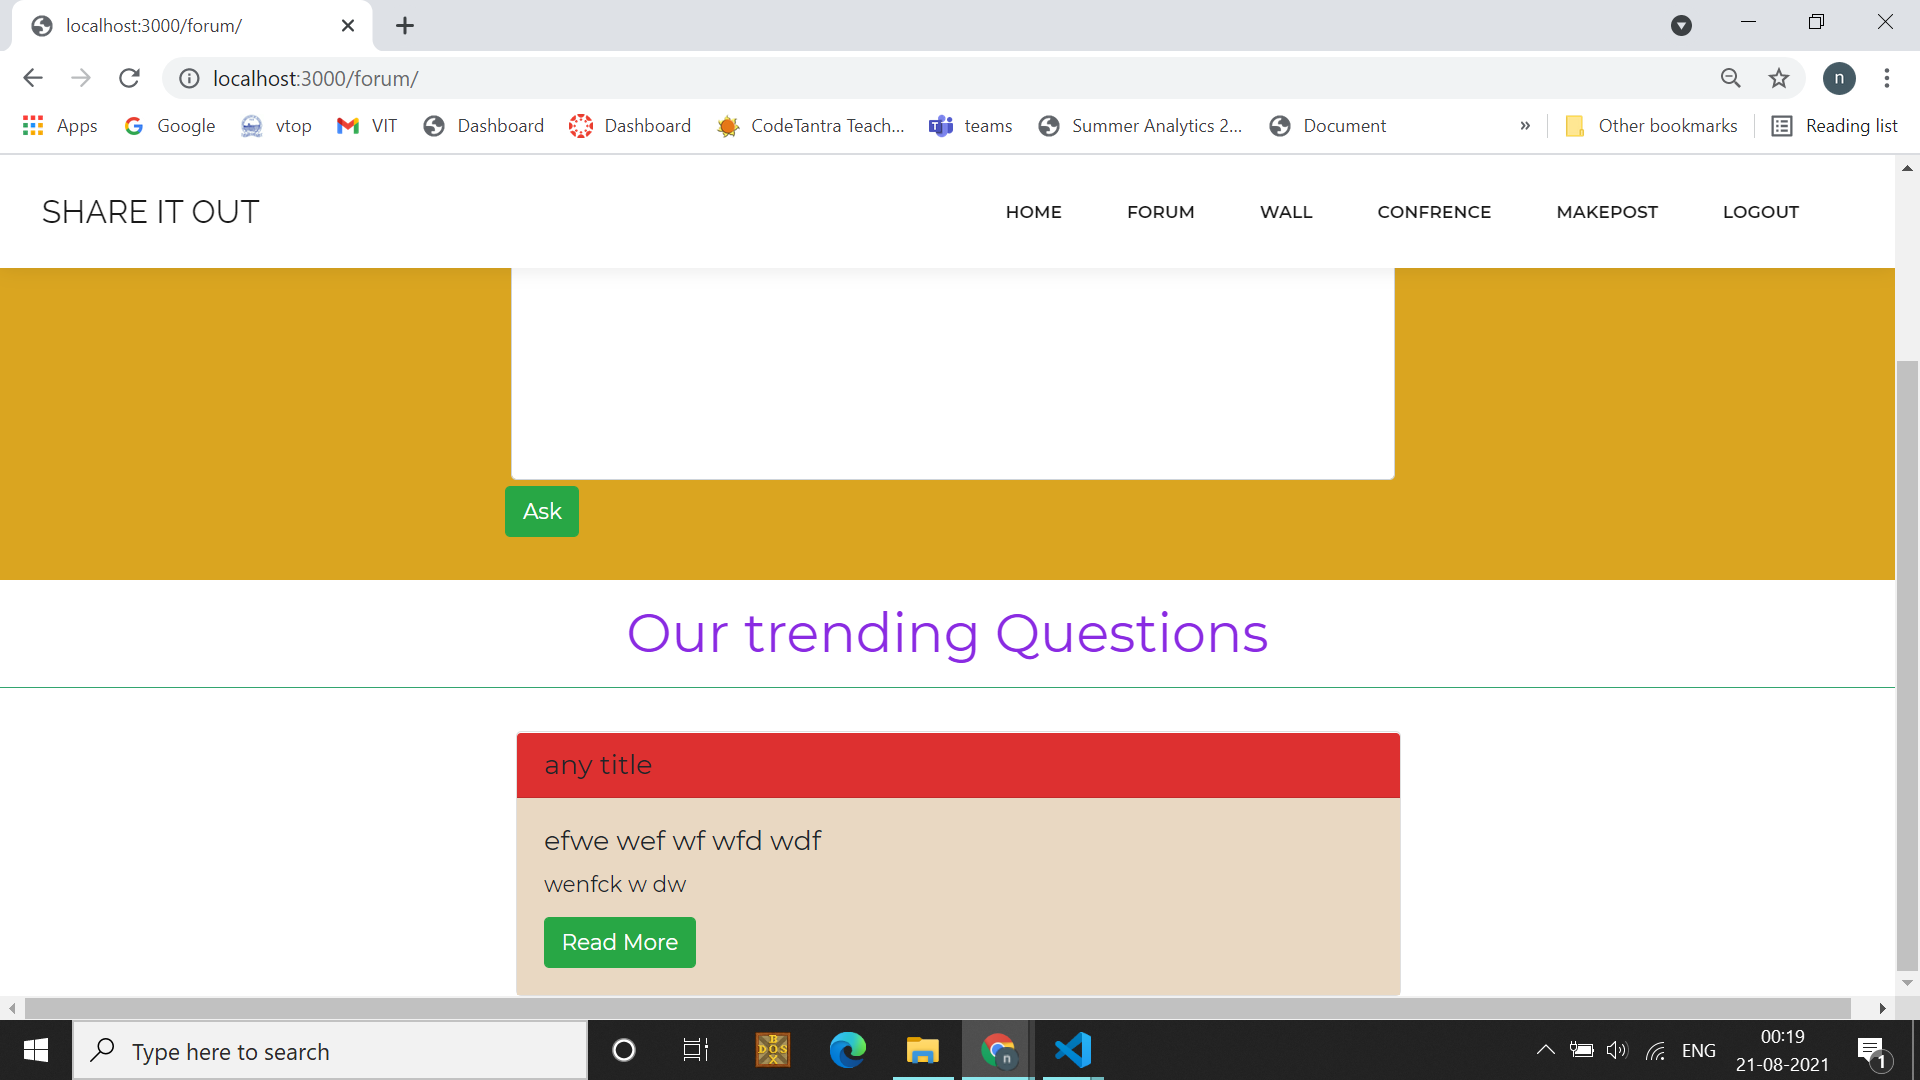 localhost:3000/forum/
localhost:3000/forum/
n
Apps Google vtop VIT Dashboard Dashboard CodeTantra Teach... teams Summer Analytics 2... Document » Other bookmarks Reading list
SHARE IT OUT HOME FORUM WALL CONFRENCE MAKEPOST LOGOUT
Ask
Our trending Questions
any title
efwe wef wf wfd wdf
wenfck w dw
Read More
Type here to search
BDOSX
n
ENG
00:19
21-08-2021
1